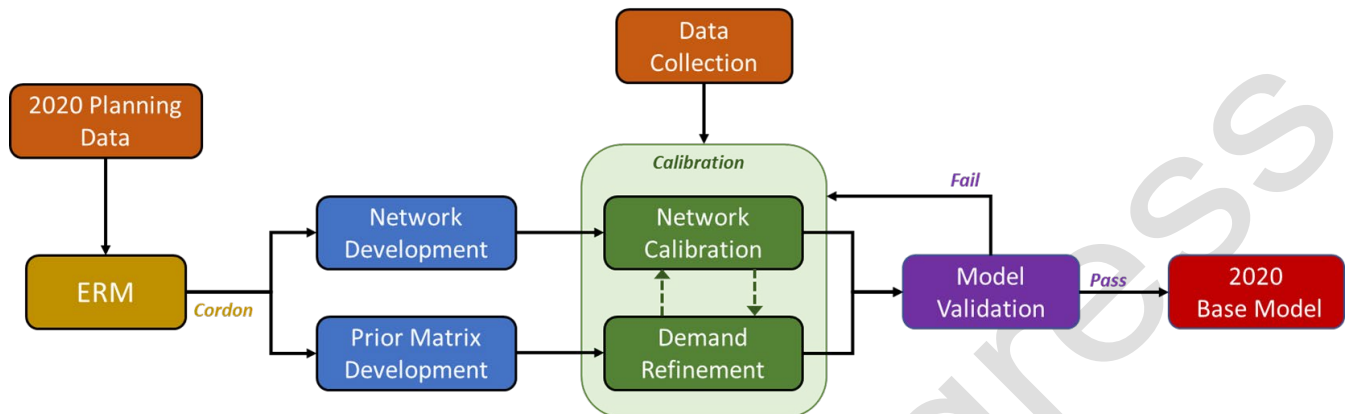 Data
Collection
2020 Planning
Data
Calibration
Fail
Network
Development
Network
Calibration
ERM
Cordon
Model
Validation
Pass
2020
Base Model
Prior Matrix
Development
Demand
Refinement
gress